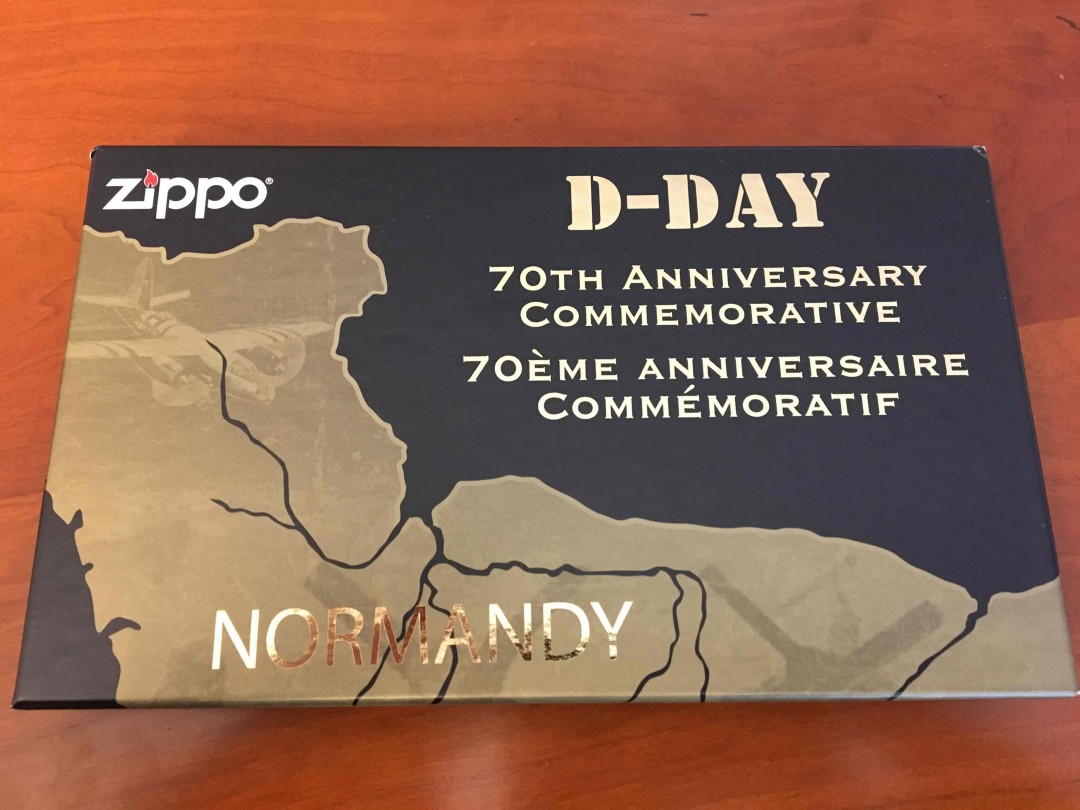 zippo®
D-DAY
70TH ANNIVERSARY
COMMEMORATIVE
70ÈME ANNIVERSAIRE
COMMÉMORATIF
NORMANDY